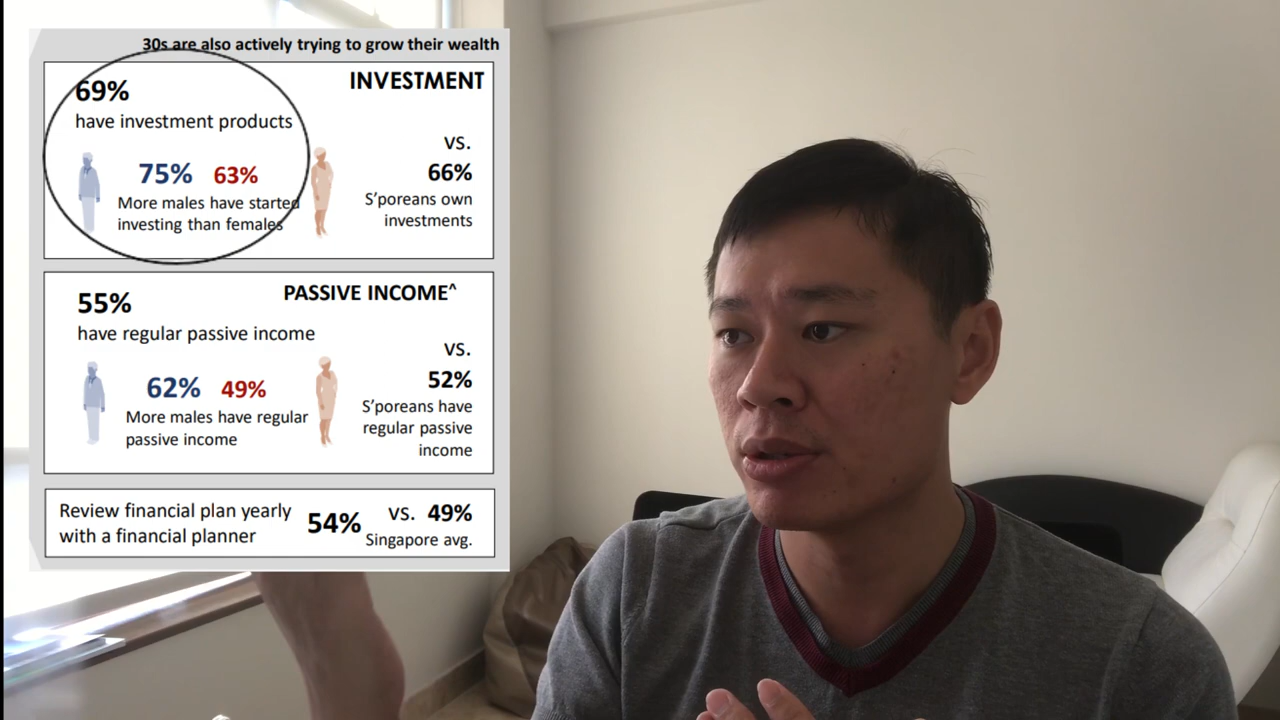 30s are also actively trying to grow their wealth
69%
INVESTMENT
have investment products
75% 63%
More males have started
investing than females
vs.
66%
S'poreans own
investments
55%
PASSIVE INCOME^
have regular passive income
62% 49%
More males have regular
passive income
vs.
52%
S'poreans have
regular passive
income
Review financial plan yearly
with a financial planner
54%
vs. 49%
Singapore avg.